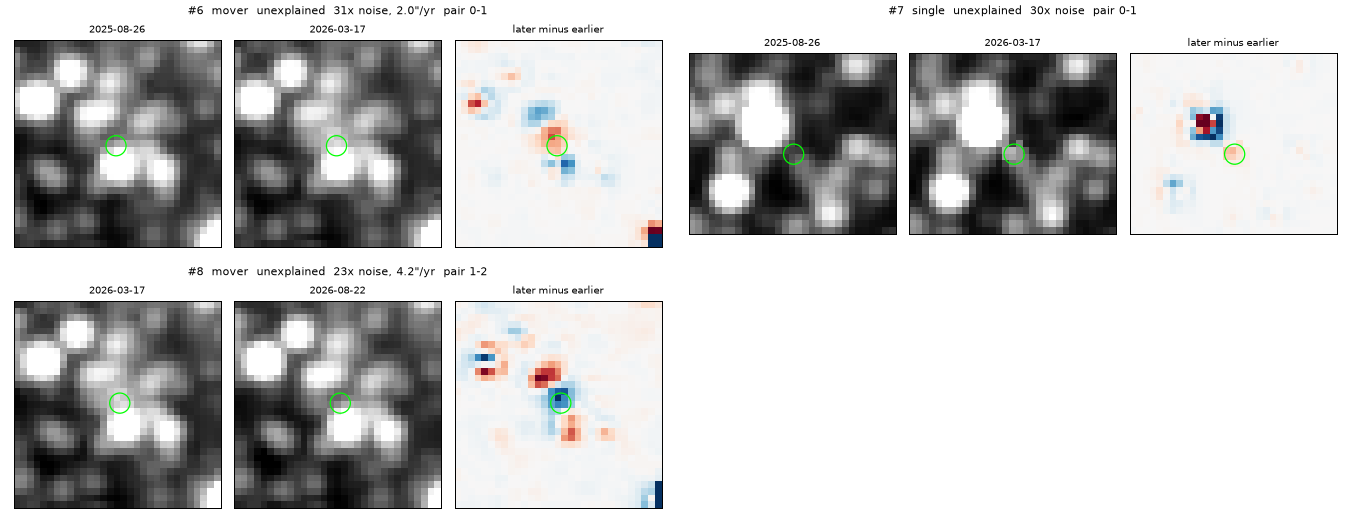 #6 mover unexplained 31x noise, 2.0"/yr pair 0-1
2025-08-26
2026-03-17
later minus earlier
#7 single unexplained 30x noise pair 0-1
2025-08-26
2026-03-17
later minus earlier
#8 mover unexplained 23x noise, 4.2"/yr pair 1-2
2026-03-17
2026-08-22
later minus earlier